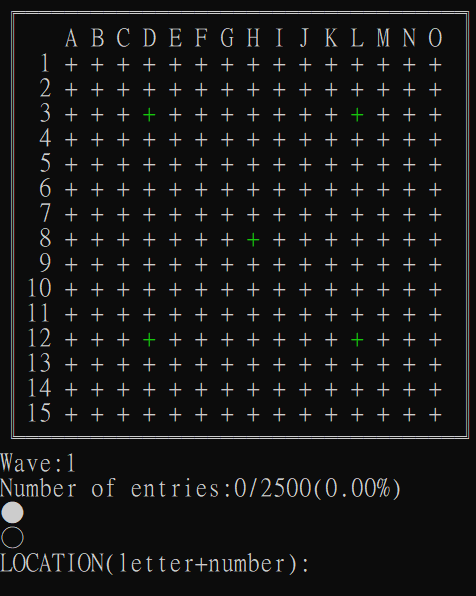 A B C D E F G H I J K L M N O
1 + + + + + + + + + + + + + + +
2 + + + + + + + + + + + + + + +
3 + + + + + + + + + + + + + + +
4 + + + + + + + + + + + + + + +
5 + + + + + + + + + + + + + + +
6 + + + + + + + + + + + + + + +
7 + + + + + + + + + + + + + + +
8 + + + + + + + + + + + + + + +
9 + + + + + + + + + + + + + + +
10 + + + + + + + + + + + + + + +
11 + + + + + + + + + + + + + + +
12 + + + + + + + + + + + + + + +
13 + + + + + + + + + + + + + + +
14 + + + + + + + + + + + + + + +
15 + + + + + + + + + + + + + + +
Wave:1
Number of entries:0/2500(0.00%)
●
○
LOCATION(letter+number):